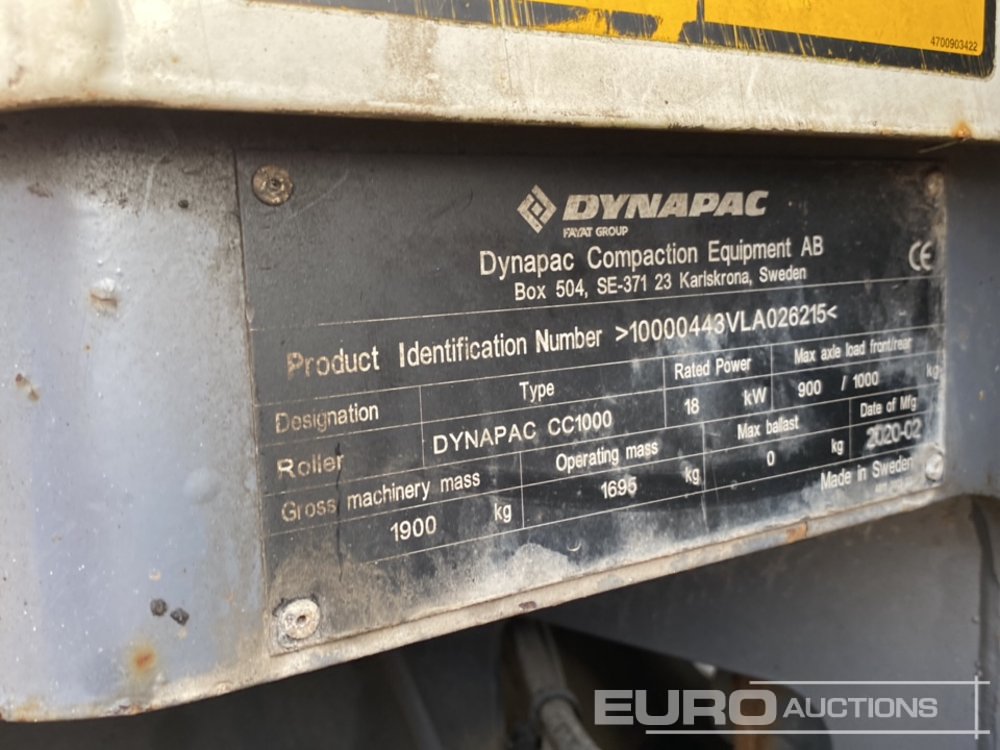 4700903422
DYNAPAC
FAYAT GROUP
Dynapac Compaction Equipment AB
Box 504, SE-371 23 Karlskrona, Sweden
CE
Product Identification Number >10000443VLA026215<
Designation Type Rated Power Max axle load front/rear
Roller DYNAPAC CC1000 18 kW 900 / 1000 kg
Gross machinery mass Operating mass Max ballast Date of Mfg
1900 kg 1695 kg 0 kg 2020-02
Made in Sweden
EURO AUCTIONS